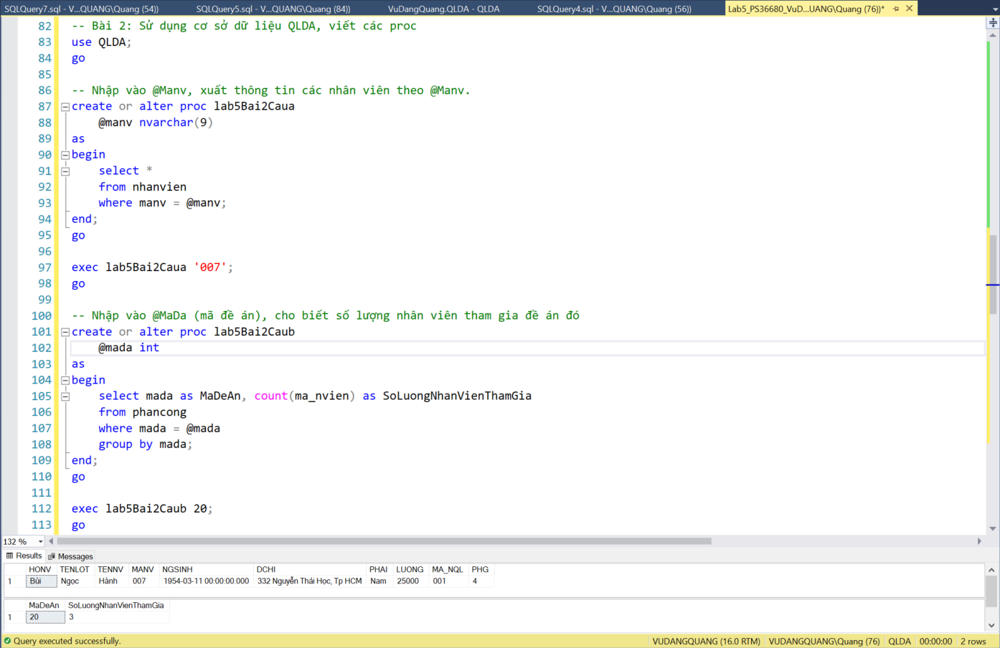 SQLQuery7.sql - V...QUANG\Quang (54)) SQLQuery5.sql - V...QUANG\Quang (84)) VuDangQuang.QLDA - QLDA SQLQuery4.sql - V...QUANG\Quang (56)) Lab5_PS36680_VuD...UANG\Quang (76))*
82 -- Bài 2: Sử dụng cơ sở dữ liệu QLDA, viết các proc
83 use QLDA;
84 go
85
86 -- Nhập vào @Manv, xuất thông tin các nhân viên theo @Manv.
87 create or alter proc lab5Bai2Caua
88 @manv nvarchar(9)
89 as
90 begin
91 select *
92 from nhanvien
93 where manv = @manv;
94 end;
95 go
96
97 exec lab5Bai2Caua '007';
98 go
99
100 -- Nhập vào @MaDa (mã đề án), cho biết số lượng nhân viên tham gia đề án đó
101 create or alter proc lab5Bai2Caub
102 @mada int
103 as
104 begin
105 select mada as MaDeAn, count(ma_nvien) as SoLuongNhanVienThamGia
106 from phancong
107 where mada = @mada
108 group by mada;
109 end;
110 go
111
112 exec lab5Bai2Caub 20;
113 go
132 %
Results Messages
HONV TENLOT TENNV MANV NGSINH DCHI PHAI LUONG MA_NQL PHG
1 Bùi Ngọc Hành 007 1954-03-11 00:00:00.000 332 Nguyễn Thái Học, Tp HCM Nam 25000 001 4
MaDeAn SoLuongNhanVienThamGia
1 20 3
Query executed successfully. VUDANGQUANG (16.0 RTM) VUDANGQUANG\Quang (76) QLDA 00:00:00 2 rows